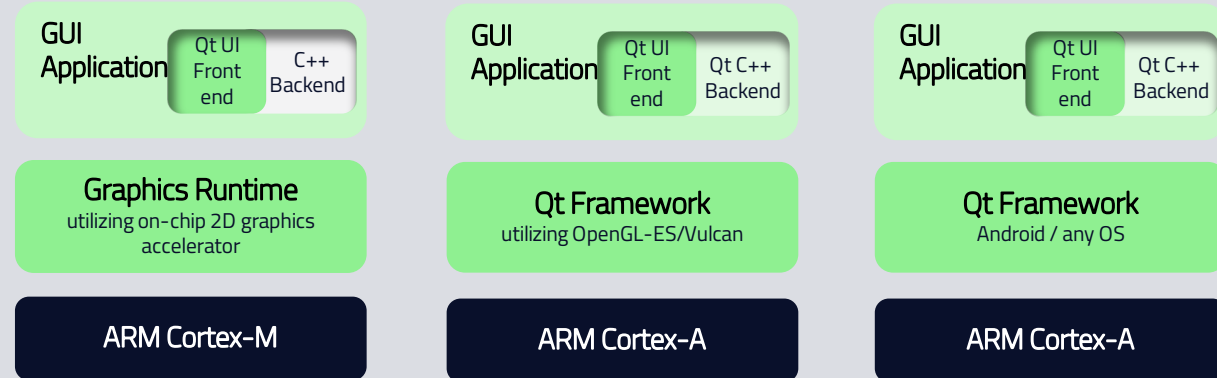 GUI
Application
Qt UI
Front
end
C++
Backend
GUI
Application
Qt UI
Front
end
Qt C++
Backend
GUI
Application
Qt UI
Front
end
Qt C++
Backend
Graphics Runtime
utilizing on-chip 2D graphics
accelerator
Qt Framework
utilizing OpenGL-ES/Vulcan
Qt Framework
Android / any OS
ARM Cortex-M
ARM Cortex-A
ARM Cortex-A